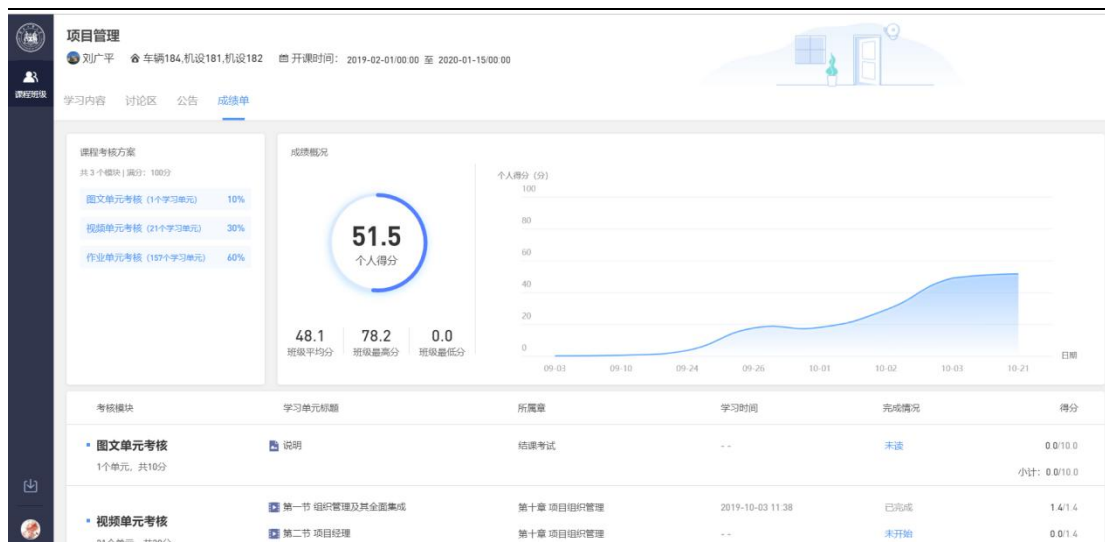 项目管理
刘广平 车辆184,机设181,机设182 开课时间： 2019-02-01/00:00 至 2020-01-15/00:00
课程班级
学习内容 讨论区 公告 成绩单
课程考核方案
共 3 个模块 | 满分：100分
图文单元考核 (1个学习单元) 10%
视频单元考核 (21个学习单元) 30%
作业单元考核 (157个学习单元) 60%
成绩概况
51.5
个人得分
48.1 78.2 0.0
班级平均分 班级最高分 班级最低分
个人得分 (分)
100
80
60
40
20
0
日期
09-03 09-10 09-24 09-26 10-01 10-02 10-03 10-21
考核模块 学习单元标题 所属章 学习时间 完成情况 得分
图文单元考核 说明 结课考试 - - 未读 0.0/10.0
1个单元，共10分
小计：0.0/10.0
第一节 组织管理及其全面集成 第十章 项目组织管理 2019-10-03 11:38 已完成 1.4/1.4
视频单元考核
第二节 项目经理 第十章 项目组织管理 - - 未开始 0.0/1.4